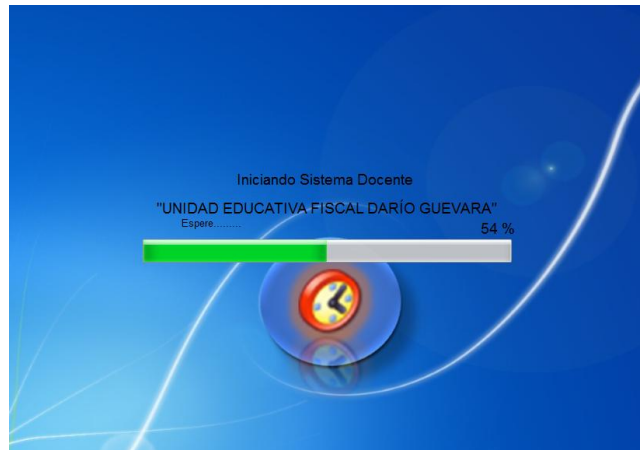 Iniciando Sistema Docente
"UNIDAD EDUCATIVA FISCAL DARÍO GUEVARA"
Espere.........
54 %